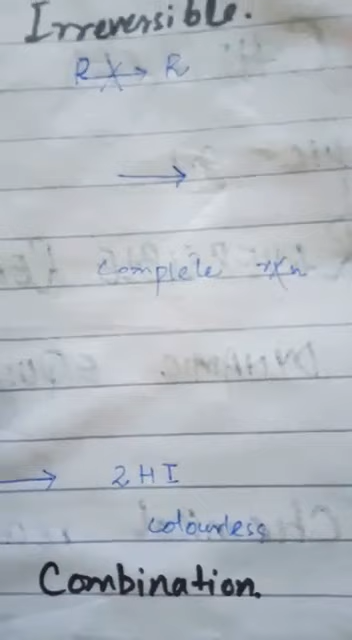 Irreversible.
R → R
→
Complete rxn
→ 2HI
colourless
Combination.